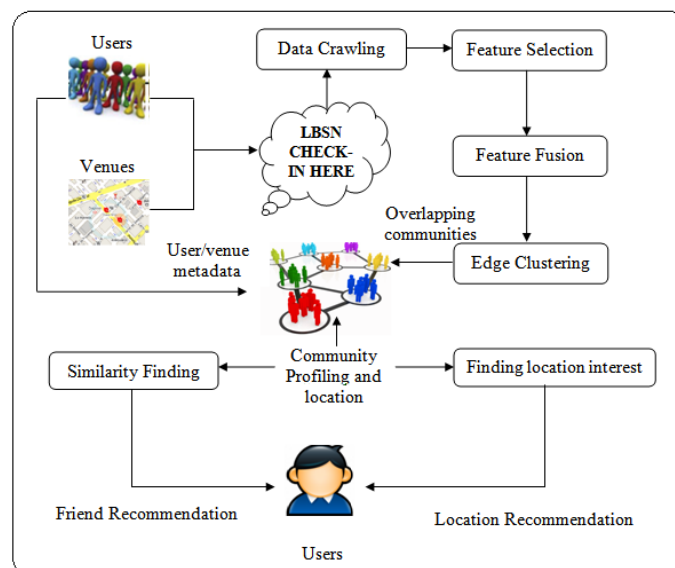 Users
Data Crawling
Feature Selection
LBSN
CHECK-
IN HERE
Venues
Feature Fusion
Overlapping
communities
User/venue
metadata
Edge Clustering
Similarity Finding
Community
Profiling and
location
Finding location interest
Friend Recommendation
Location Recommendation
Users